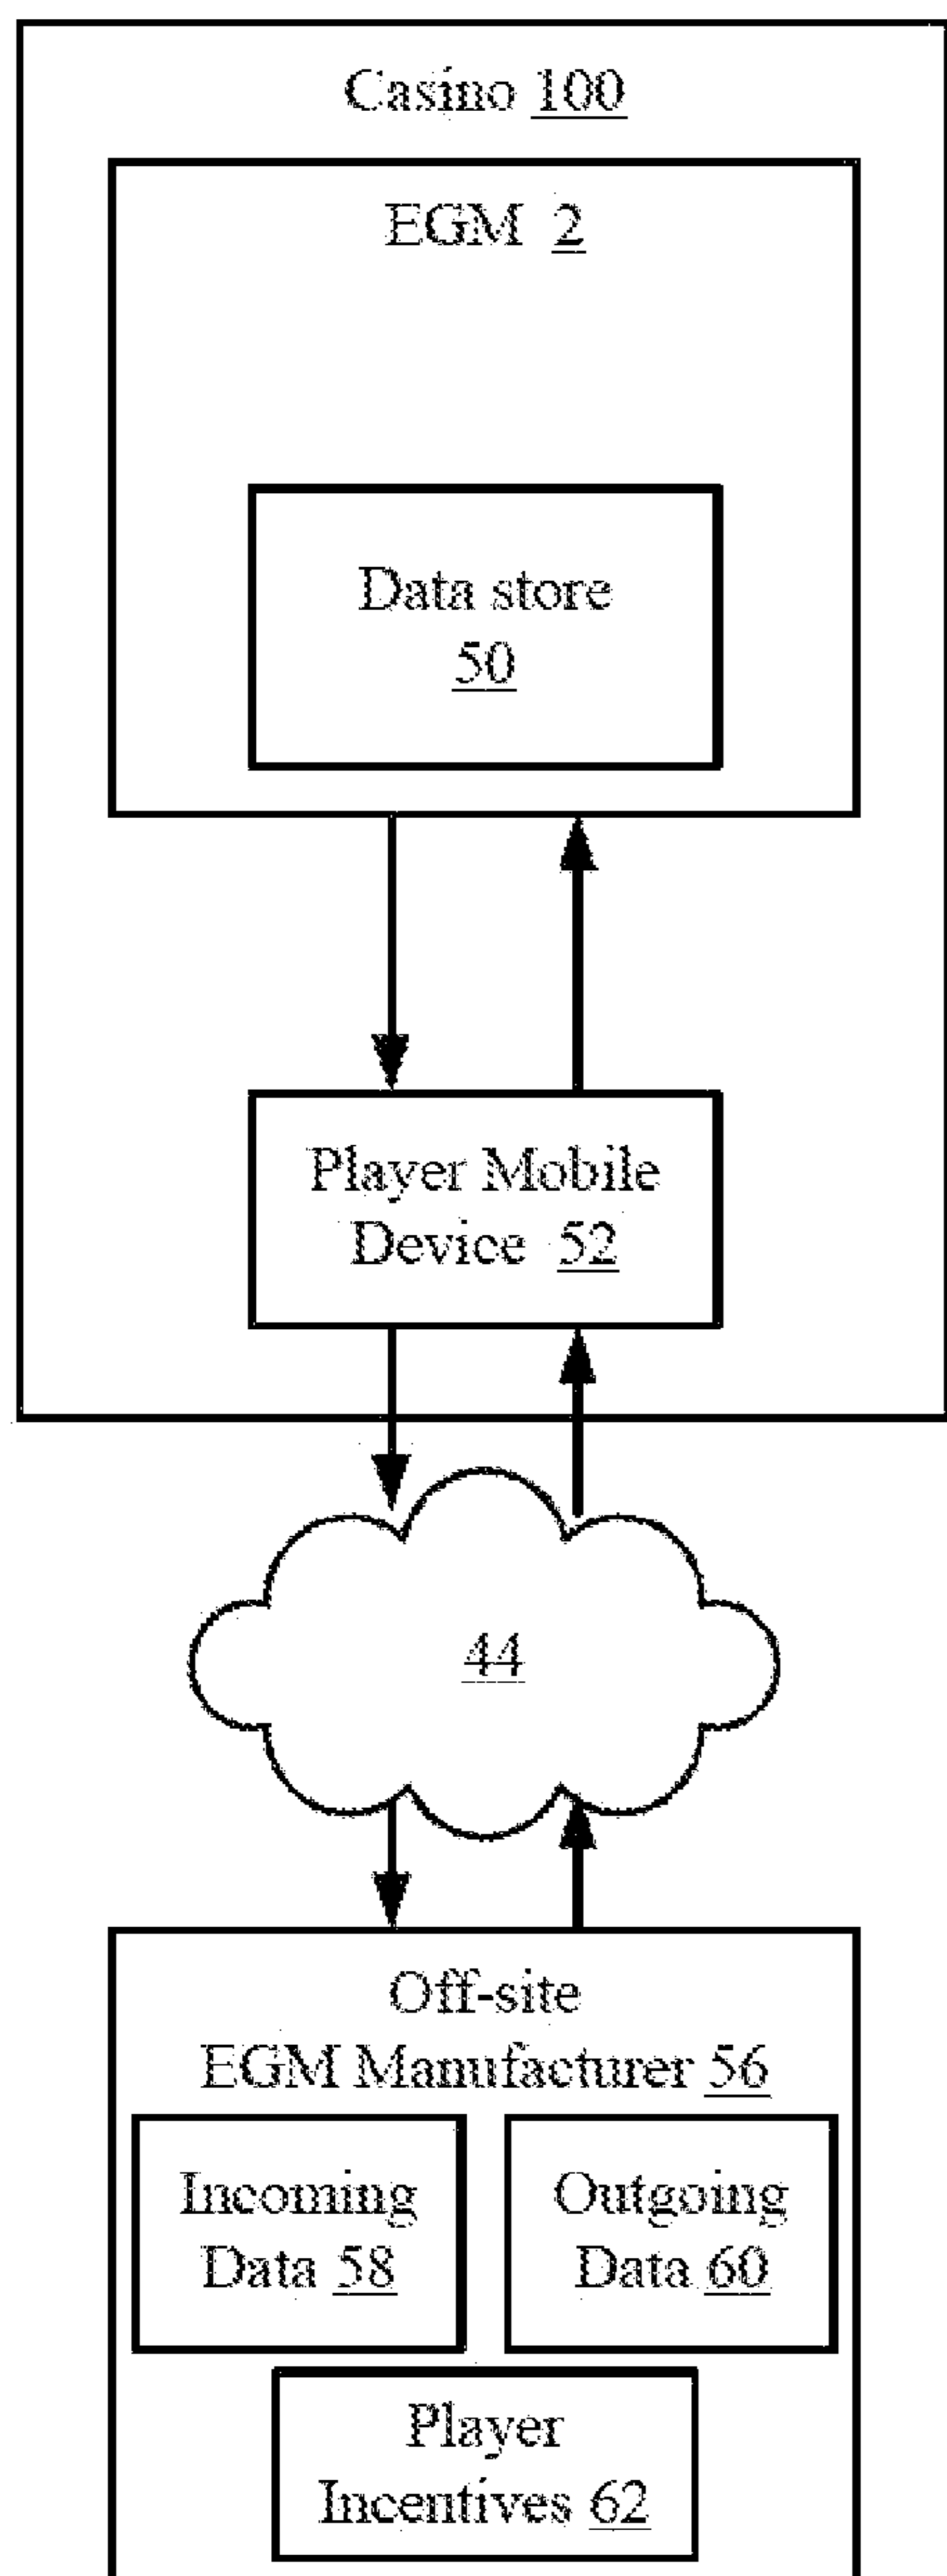 Casino 100
EGM 2
Data store
50
Player Mobile
Device 52
44
Off-site
EGM Manufacturer 56
Incoming
Data 58
Outgoing
Data 60
Player
Incentives 62